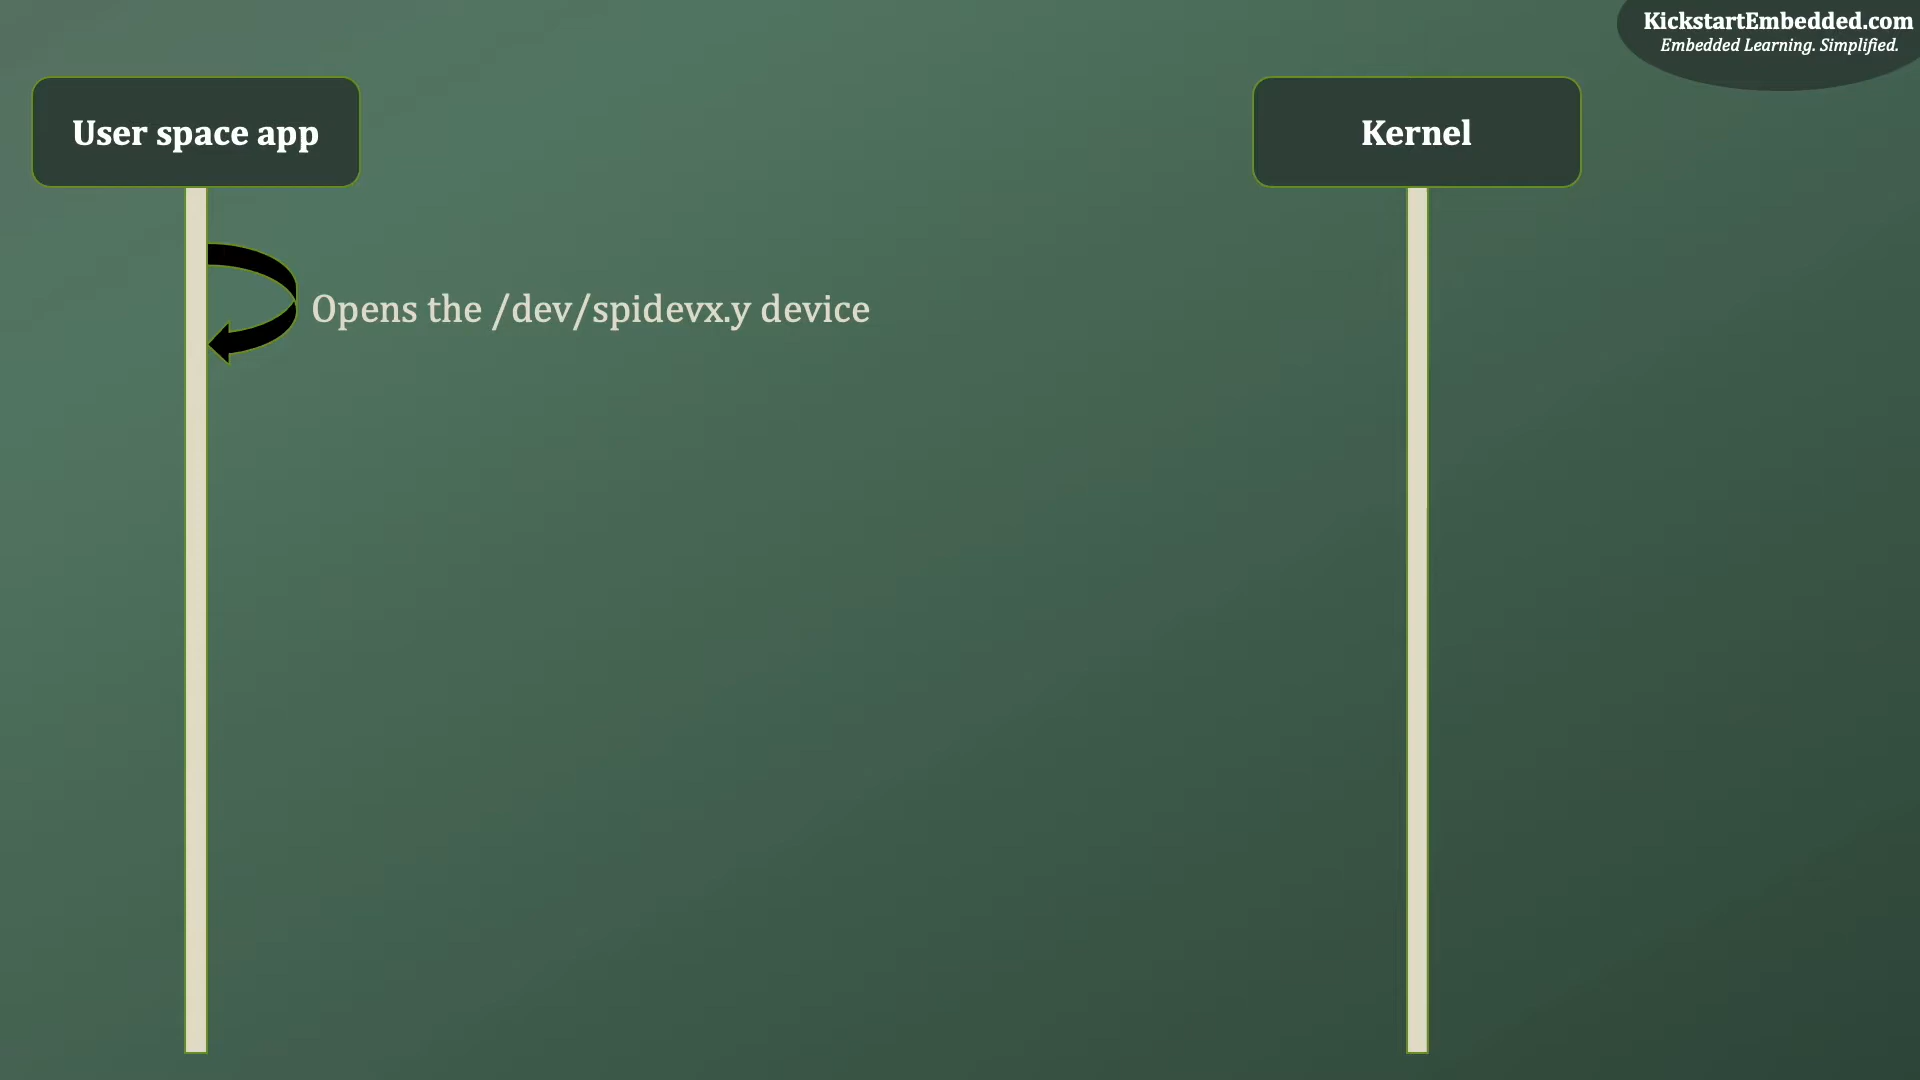 KickstartEmbedded.com
Embedded Learning. Simplified.
User space app
Kernel
Opens the /dev/spidevx.y device